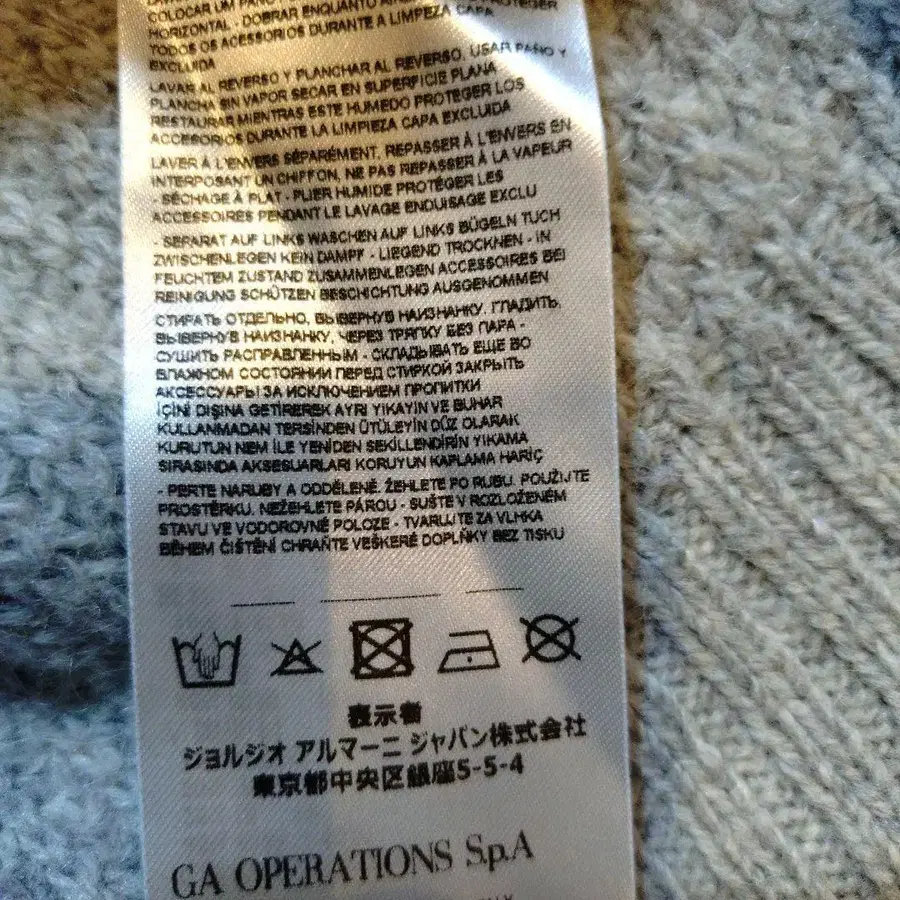 COLOCAR UM PANO
HORIZONTAL - DOBRAR ENQUANTO PROTEGER
TODOS OS ACESSORIOS DURANTE A LIMPEZA CAPA
EXCLUIDA
LAVAR AL REVERSO Y PLANCHAR AL REVERSO, USAR PAÑO Y
PLANCHA SIN VAPOR SECAR EN SUPERFICIE PLANA -
RESTAURAR MIENTRAS ESTE HUMEDO PROTEGER LOS
ACCESORIOS DURANTE LA LIMPIEZA CAPA EXCLUIDA
LAVER À L'ENVERS SÉPARÉMENT, REPASSER À L'ENVERS EN
INTERPOSANT UN CHIFFON, NE PAS REPASSER À LA VAPEUR
- SÉCHAGE À PLAT - PLIER HUMIDE PROTÉGER LES
ACCESSOIRES PENDANT LE LAVAGE ENDUISAGE EXCLU
- SEPARAT AUF LINKS WASCHEN AUF LINKS BÜGELN TUCH
ZWISCHENLEGEN KEIN DAMPF - LIEGEND TROCKNEN - IN
FEUCHTEM ZUSTAND ZUSAMMENLEGEN ACCESSOIRES BEI
REINIGUNG SCHÜTZEN BESCHICHTUNG AUSGENOMMEN
СТИРАТЬ ОТДЕЛЬНО, ВЫВЕРНУВ НАИЗНАНКУ. ГЛАДИТЬ,
ВЫВЕРНУВ НАИЗНАНКУ, ЧЕРЕЗ ТРЯПКУ БЕЗ ПАРА -
СУШИТЬ РАСПРАВЛЕННЫМ - СКЛАДЫВАТЬ ЕЩЕ ВО
ВЛАЖНОМ СОСТОЯНИИ ПЕРЕД СТИРКОЙ ЗАКРЫТЬ
АКСЕССУАРЫ ЗА ИСКЛЮЧЕНИЕМ ПРОПИТКИ
İÇİNİ DIŞINA GETİREREK AYRI YIKAYIN VE BUHAR
KULLANMADAN TERSİNDEN ÜTÜLEYİN DÜZ OLARAK
KURUTUN NEM İLE YENİDEN SEKİLLENDİRİN YIKAMA
SIRASINDA AKSESUARLARI KORUYUN KAPLAMA HARİÇ
- PERTE NARUBY A ODDĚLENĚ. ŽEHLETE PO RUBU. POUŽIJTE
PROSTĚRKU. NEŽEHLETE PÁROU - SUŠTE V ROZLOŽENÉM
STAVU VE VODOROVNÉ POLOZE - TVARUJTE ZA VLHKA
BĚHEM ČIŠTĚNÍ CHRAŇTE VEŠKERÉ DOPLŇKY BEZ TISKU
表示者
ジョルジオ アルマーニ ジャパン株式会社
東京都中央区銀座5-5-4
GA OPERATIONS S.p.A